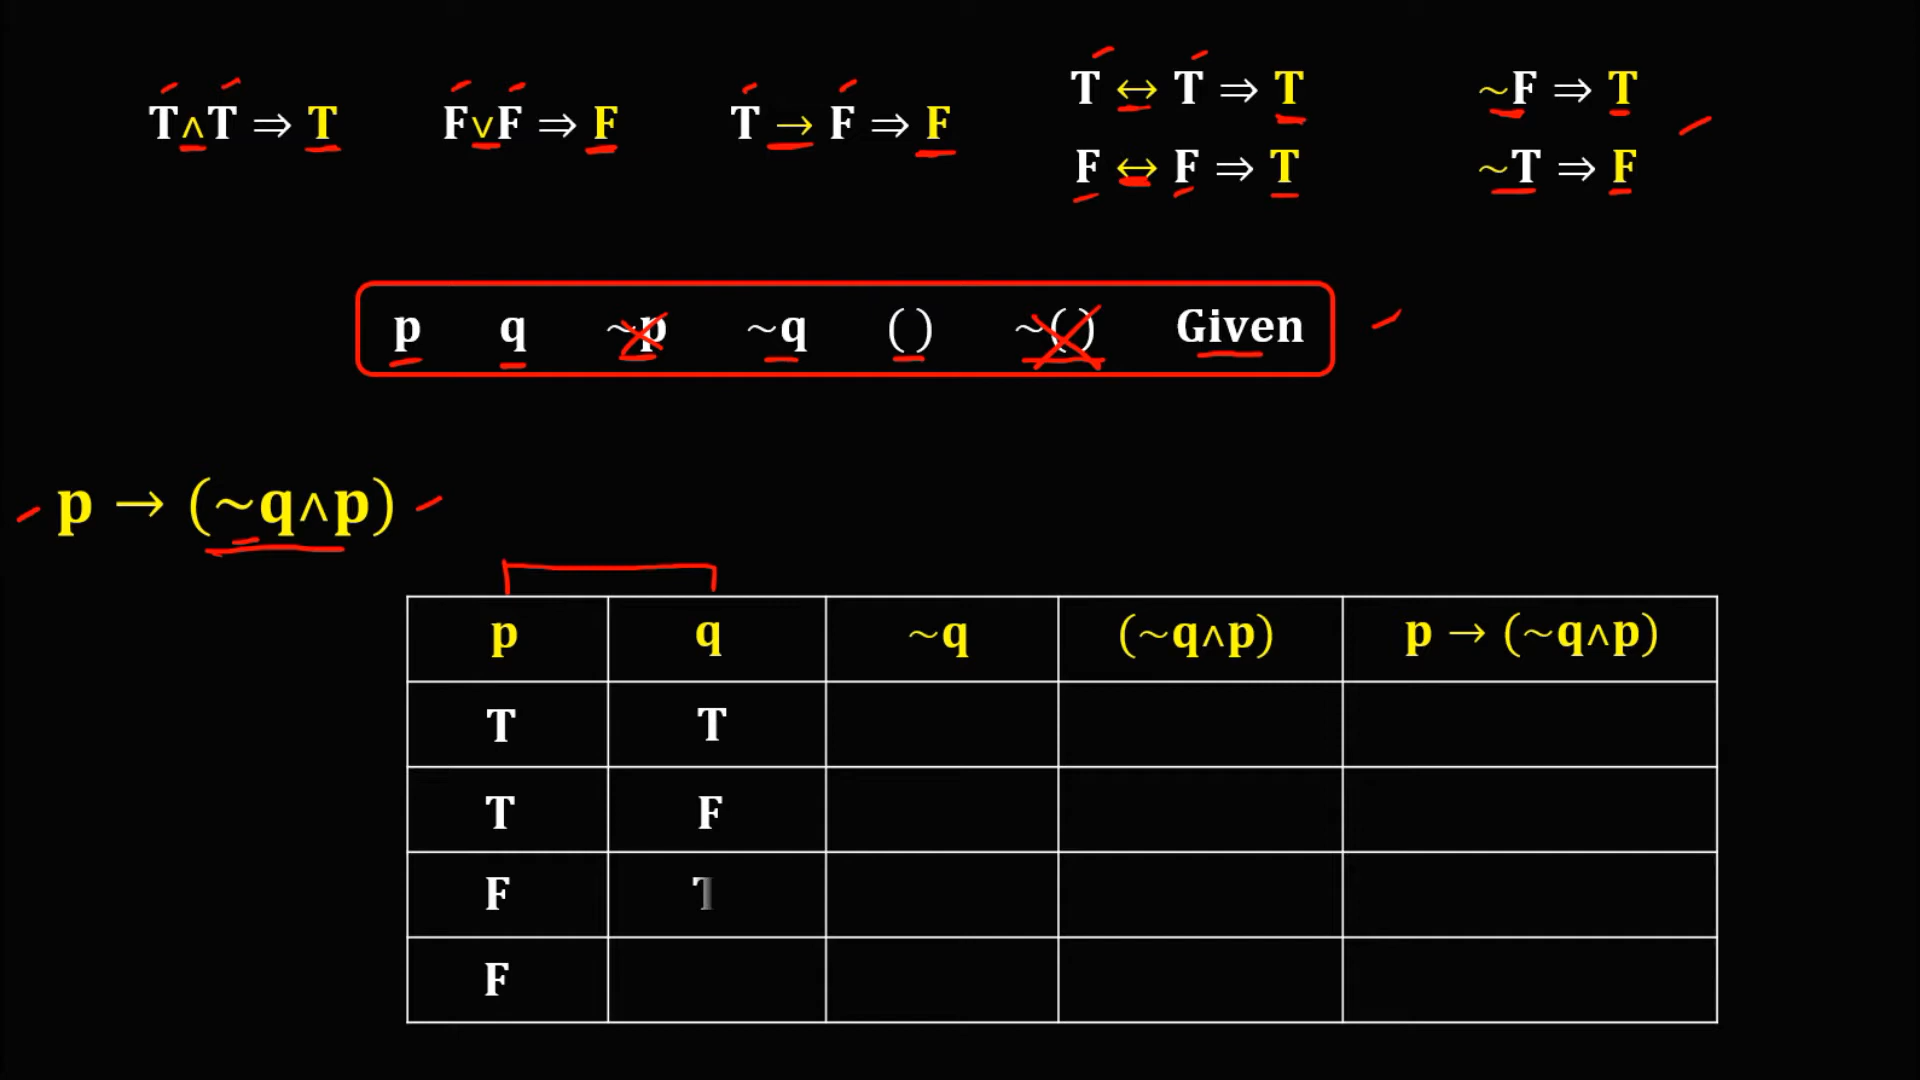 T∧T ⇒ T
F∨F ⇒ F
T → F ⇒ F
T ↔ T ⇒ T
F ↔ F ⇒ T
~F ⇒ T
~T ⇒ F
p q ~p ~q ( ) ~( ) Given
p → (~q∧p)
p q ~q (~q∧p) p → (~q∧p)
T T
T F
F T
F